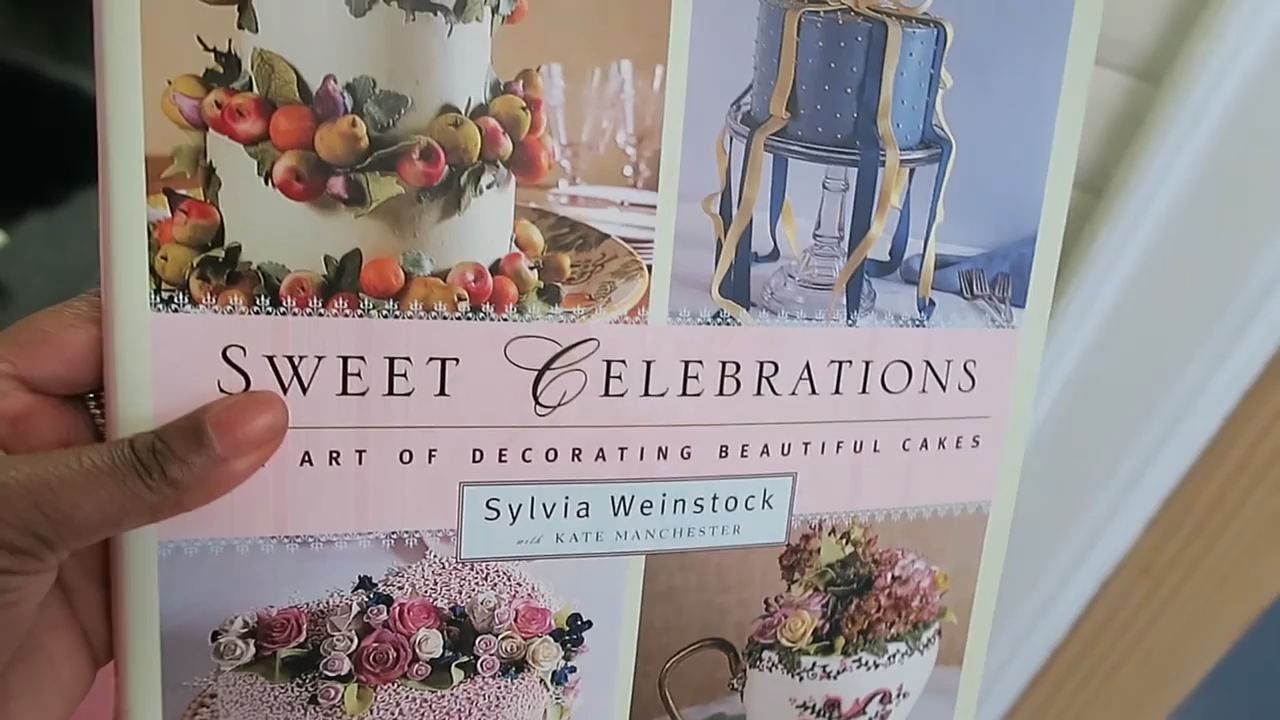 SWEET CELEBRATIONS
ART OF DECORATING BEAUTIFUL CAKES
Sylvia Weinstock
with KATE MANCHESTER